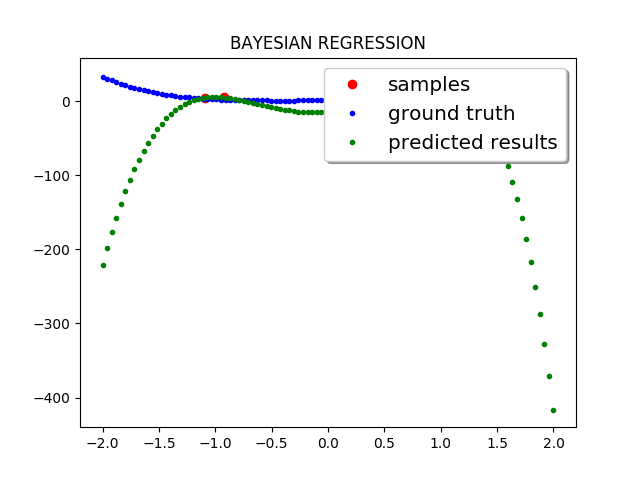 BAYESIAN REGRESSION
samples
ground truth
predicted results
0
−100
−200
−300
−400
−2.0 −1.5 −1.0 −0.5 0.0 0.5 1.0 1.5 2.0